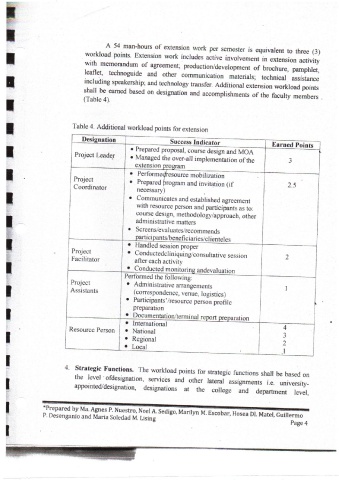 A 54 man-hours of extension work per semester is equivalent to three (3)
workload points. Extension work includes active involvement in extension activity
with memorandum of agreement, production/development of brochure, pamphlet,
leaflet, technoguide and other communication materials; technical assistance
including speakership; and technology transfer. Additional extension workload points
shall be earned based on designation and accomplishments of the faculty members
(Table 4).
Table 4. Additional workload points for extension
Designation Success Indicator Earned Points
Project Leader
• Prepared proposal, course design and MOA
• Managed the over-all implementation of the
extension program
3
Project
Coordinator
• Performed resource mobilization
• Prepared program and invitation (if
necessary)
• Communicates and established agreement
with resource person and participants as to:
course design, methodology/approach, other
administrative matters
• Screens/evaluates/recommends
participants/beneficiaries/clienteles
2.5
Project
Facilitator
• Handled session proper
• Conductedcliniquing/consultative session
after each activity
• Conducted monitoring andevaluation
2
Project
Assistants
Performed the following:
• Administrative arrangements
(correspondence, venue, logistics)
• Participants'/resource person profile
preparation
• Documentation/terminal report preparation
1
Resource Person
• International 4
• National 3
• Regional 2
• Local 1
4. Strategic Functions. The workload points for strategic functions shall be based on
the level ofdesignation, services and other lateral assignments i.e. university-
appointed/designation, designations at the college and department level,
*Prepared by Ma. Agnes P. Nuestro, Noel A. Sedigo, Marilyn M. Escobar, Hosea DL Matel, Guillermo
P. Desenganio and Maria Soledad M. Lising
Page 4